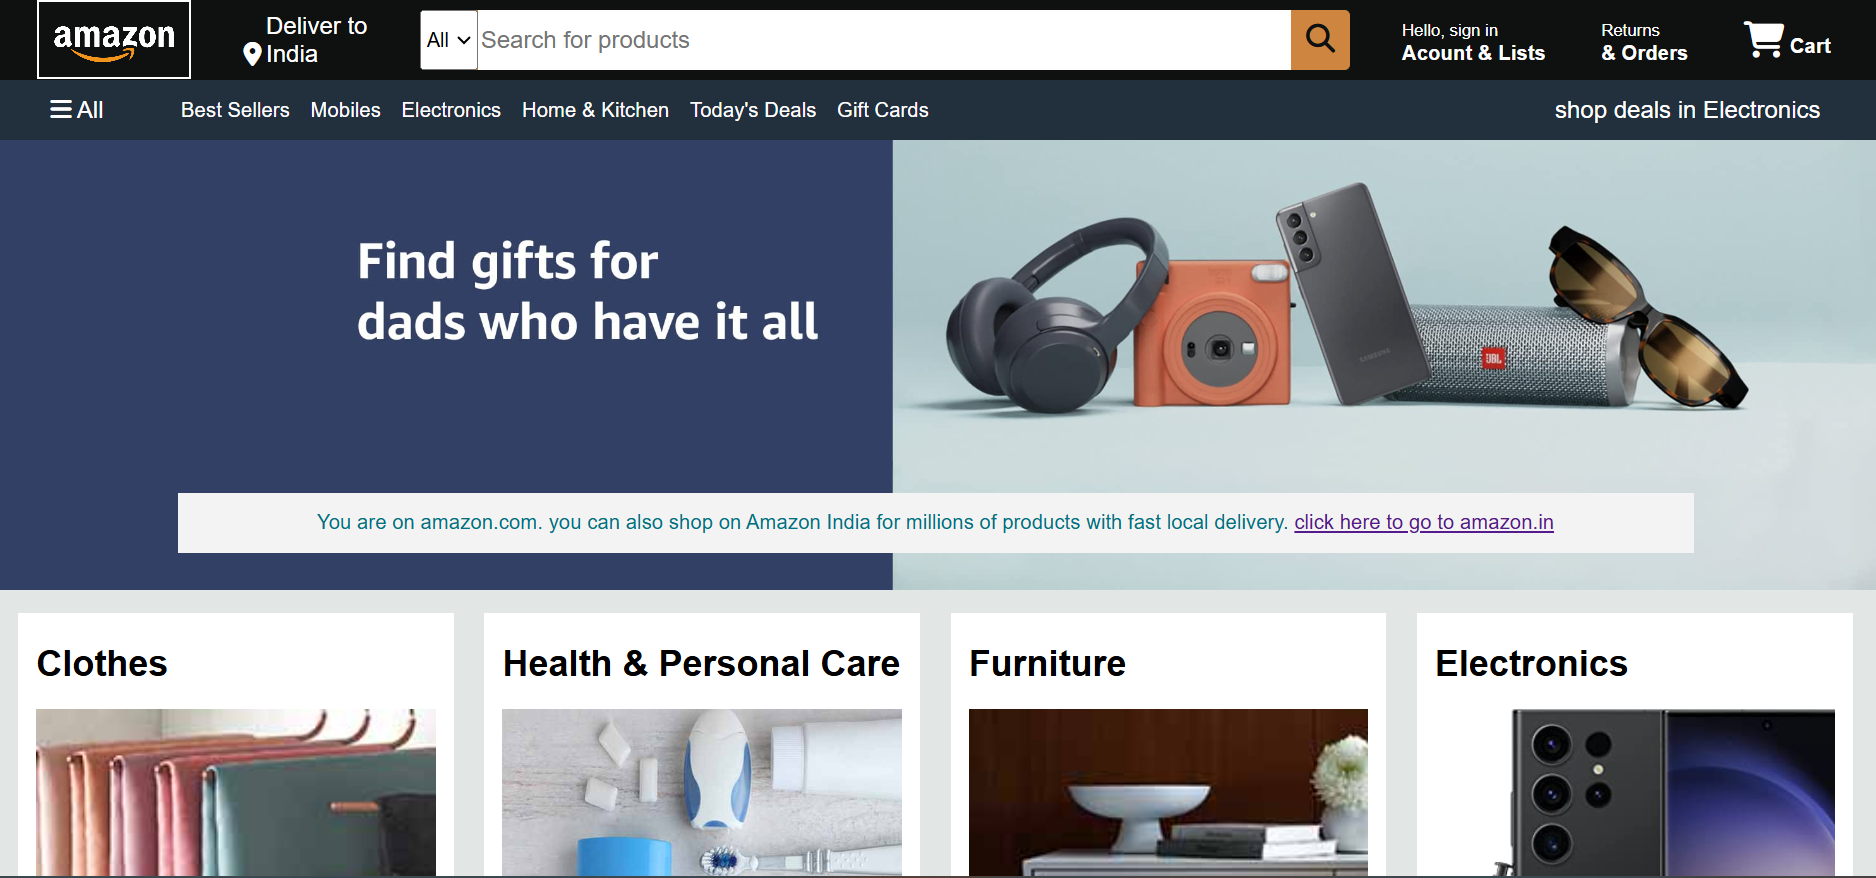 amazon
Deliver to
India
All
Search for products
Hello, sign in
Acount & Lists
Returns
& Orders
Cart
All
Best Sellers Mobiles Electronics Home & Kitchen Today's Deals Gift Cards
shop deals in Electronics
Find gifts for
dads who have it all
SAMSUNG
JBL
You are on amazon.com. you can also shop on Amazon India for millions of products with fast local delivery. click here to go to amazon.in
Clothes
Health & Personal Care
Furniture
Electronics